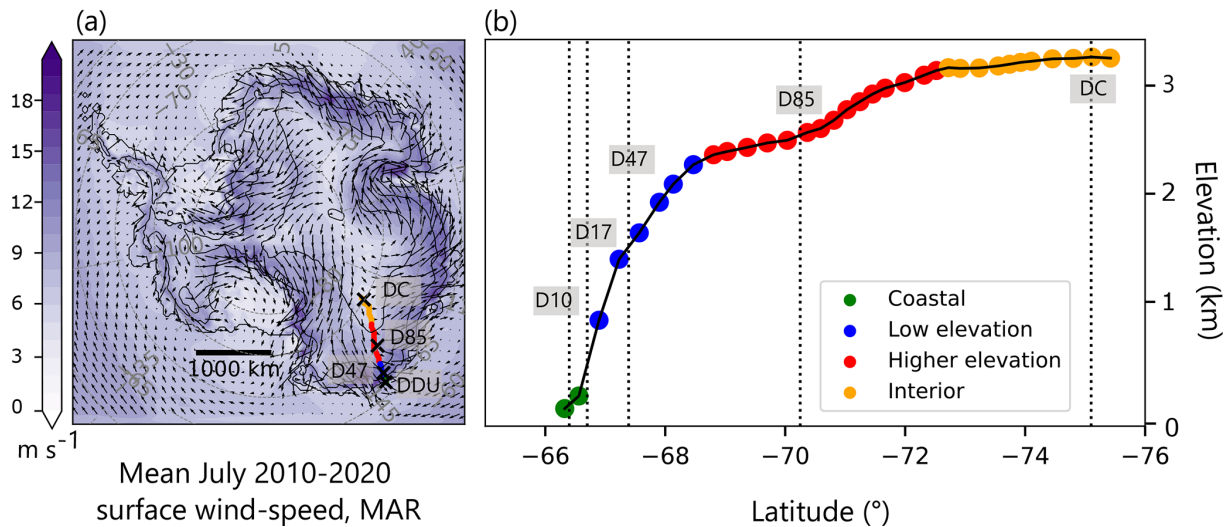 (a)
(b)
18
15
12
9
6
3
0
m s⁻¹
DC
D85
D47
DDU
1000 km
Mean July 2010-2020
surface wind-speed, MAR
D10
D17
D47
D85
DC
3
2
1
0
Elevation (km)
Coastal
Low elevation
Higher elevation
Interior
−66
−68
−70
−72
−74
−76
Latitude (°)